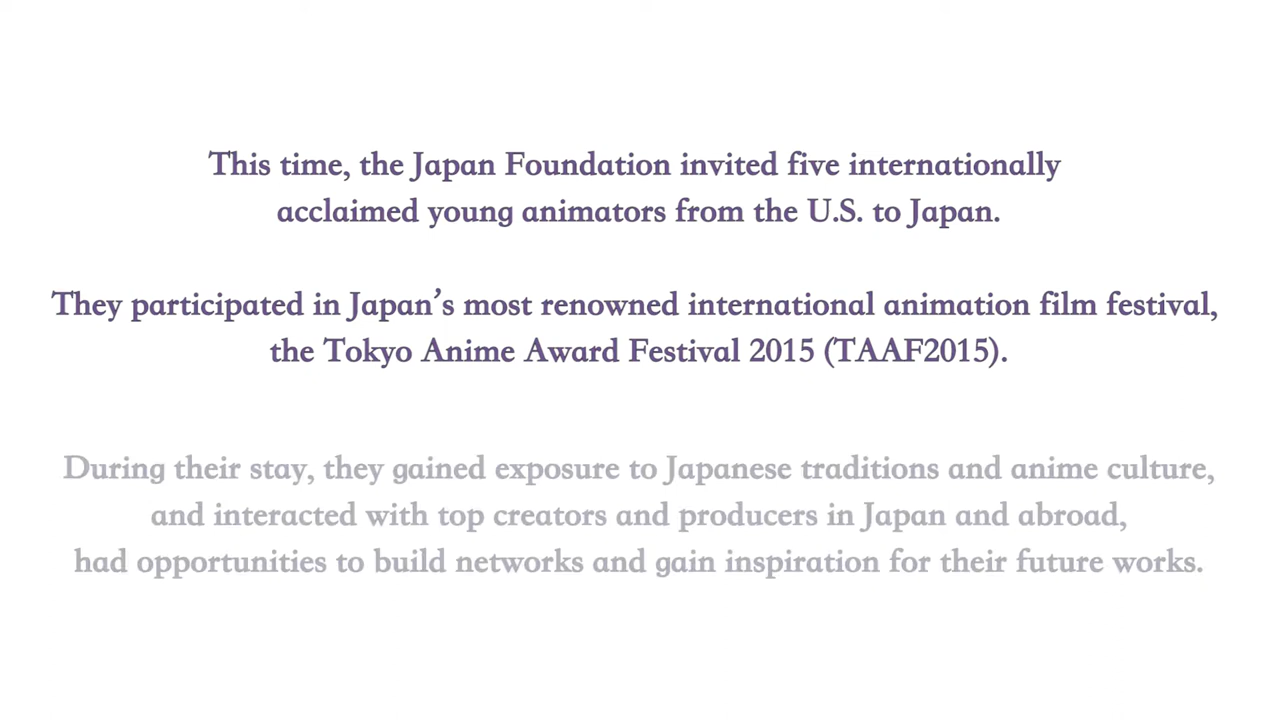 This time, the Japan Foundation invited five internationally
acclaimed young animators from the U.S. to Japan.
They participated in Japan’s most renowned international animation film festival,
the Tokyo Anime Award Festival 2015 (TAAF2015).
During their stay, they gained exposure to Japanese traditions and anime culture,
and interacted with top creators and producers in Japan and abroad,
had opportunities to build networks and gain inspiration for their future works.